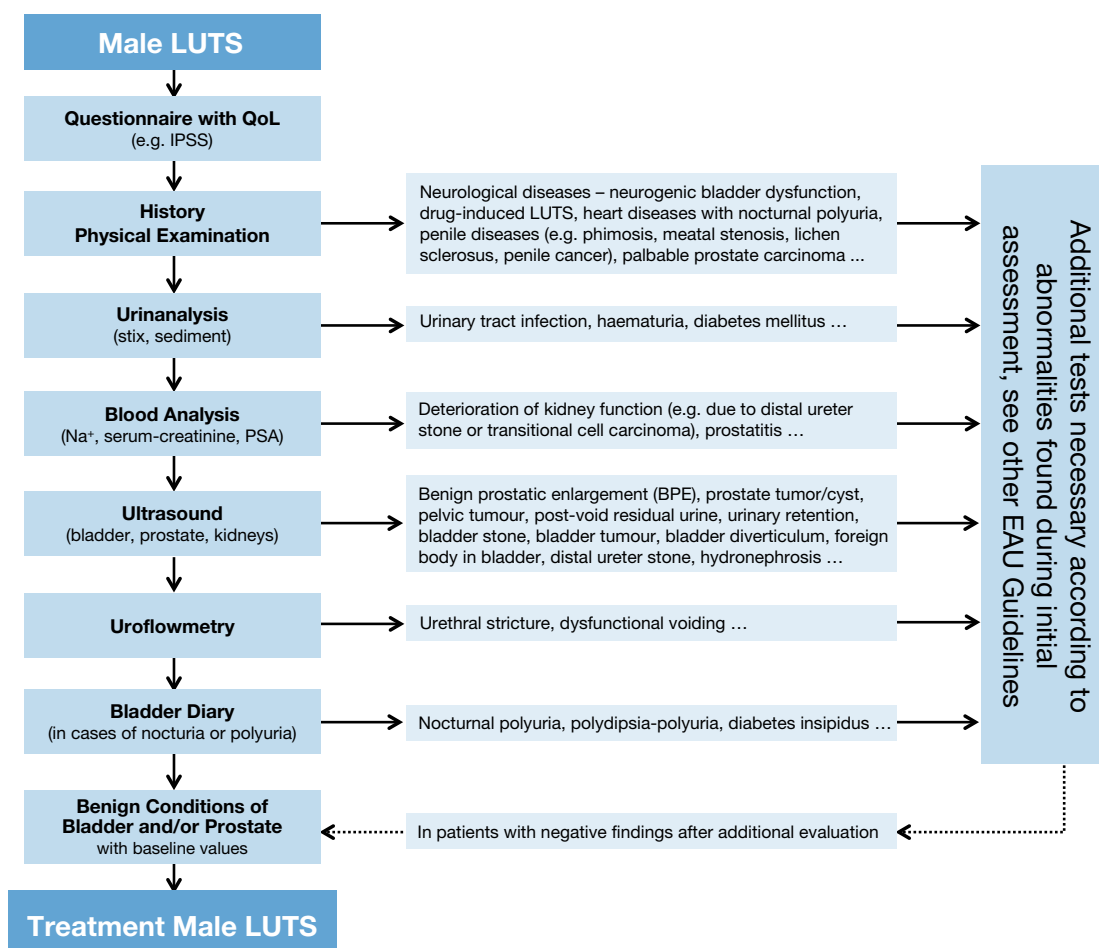 Male LUTS
Questionnaire with QoL
(e.g. IPSS)
History
Physical Examination
Neurological diseases – neurogenic bladder dysfunction,
drug-induced LUTS, heart diseases with nocturnal polyuria,
penile diseases (e.g. phimosis, meatal stenosis, lichen
sclerosus, penile cancer), palbable prostate carcinoma ...
Urinanalysis
(stix, sediment)
Urinary tract infection, haematuria, diabetes mellitus …
Blood Analysis
(Na⁺, serum-creatinine, PSA)
Deterioration of kidney function (e.g. due to distal ureter
stone or transitional cell carcinoma), prostatitis …
Ultrasound
(bladder, prostate, kidneys)
Benign prostatic enlargement (BPE), prostate tumor/cyst,
pelvic tumour, post-void residual urine, urinary retention,
bladder stone, bladder tumour, bladder diverticulum, foreign
body in bladder, distal ureter stone, hydronephrosis …
Uroflowmetry
Urethral stricture, dysfunctional voiding …
Bladder Diary
(in cases of nocturia or polyuria)
Nocturnal polyuria, polydipsia-polyuria, diabetes insipidus …
Additional tests necessary according to
abnormalities found during initial
assessment, see other EAU Guidelines
Benign Conditions of
Bladder and/or Prostate
with baseline values
In patients with negative findings after additional evaluation
Treatment Male LUTS